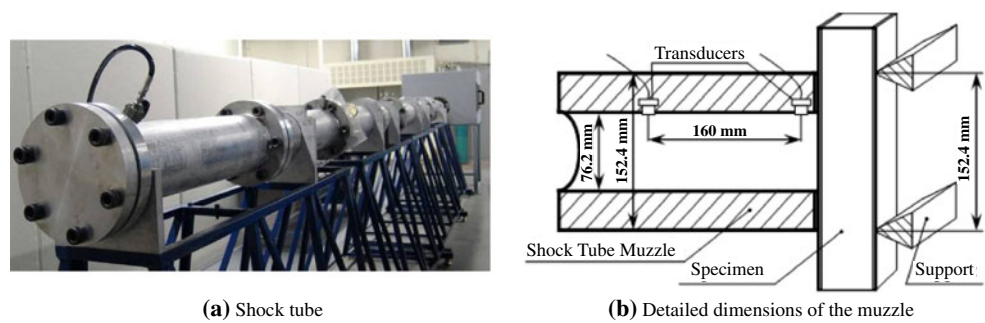 Transducers
160 mm
76.2 mm
152.4 mm
152.4 mm
Shock Tube Muzzle
Specimen
Support
(a) Shock tube
(b) Detailed dimensions of the muzzle